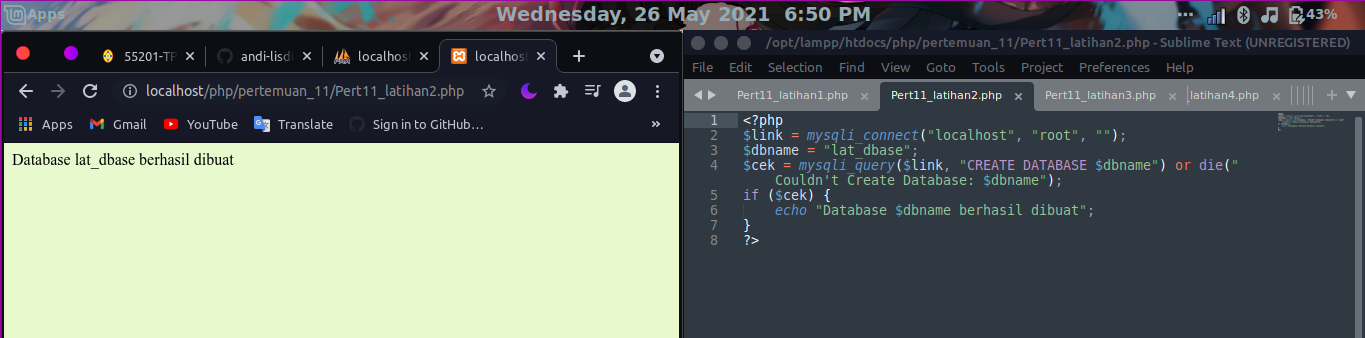 Apps
Wednesday, 26 May 2021 6:50 PM
43%
55201-TP
andi-lisdi
localhost
localhost
localhost/php/pertemuan_11/Pert11_latihan2.php
Apps
Gmail
YouTube
Translate
Sign in to GitHub…
»
Database lat_dbase berhasil dibuat
/opt/lampp/htdocs/php/pertemuan_11/Pert11_latihan2.php - Sublime Text (UNREGISTERED)
File Edit Selection Find View Goto Tools Project Preferences Help
Pert11_latihan1.php
Pert11_latihan2.php
Pert11_latihan3.php
latihan4.php
1 <?php
2 $link = mysqli_connect("localhost", "root", "");
3 $dbname = "lat_dbase";
4 $cek = mysqli_query($link, "CREATE DATABASE $dbname") or die("
Couldn't Create Database: $dbname");
5 if ($cek) {
6 echo "Database $dbname berhasil dibuat";
7 }
8 ?>